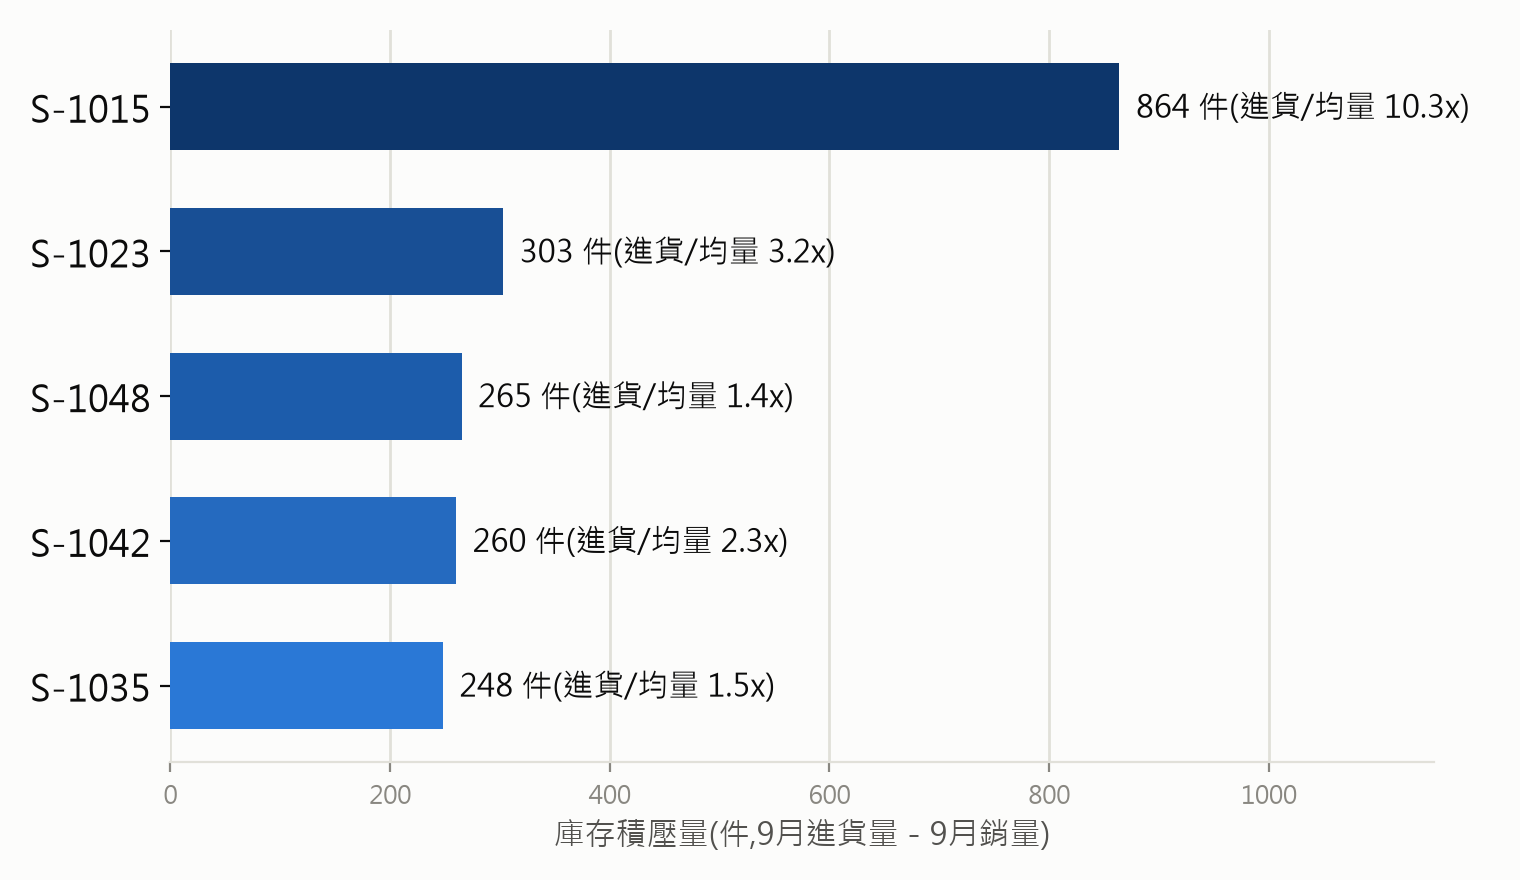 S-1015
864 件(進貨/均量 10.3x)
S-1023
303 件(進貨/均量 3.2x)
S-1048
265 件(進貨/均量 1.4x)
S-1042
260 件(進貨/均量 2.3x)
S-1035
248 件(進貨/均量 1.5x)
0 200 400 600 800 1000
庫存積壓量(件,9月進貨量 - 9月銷量)